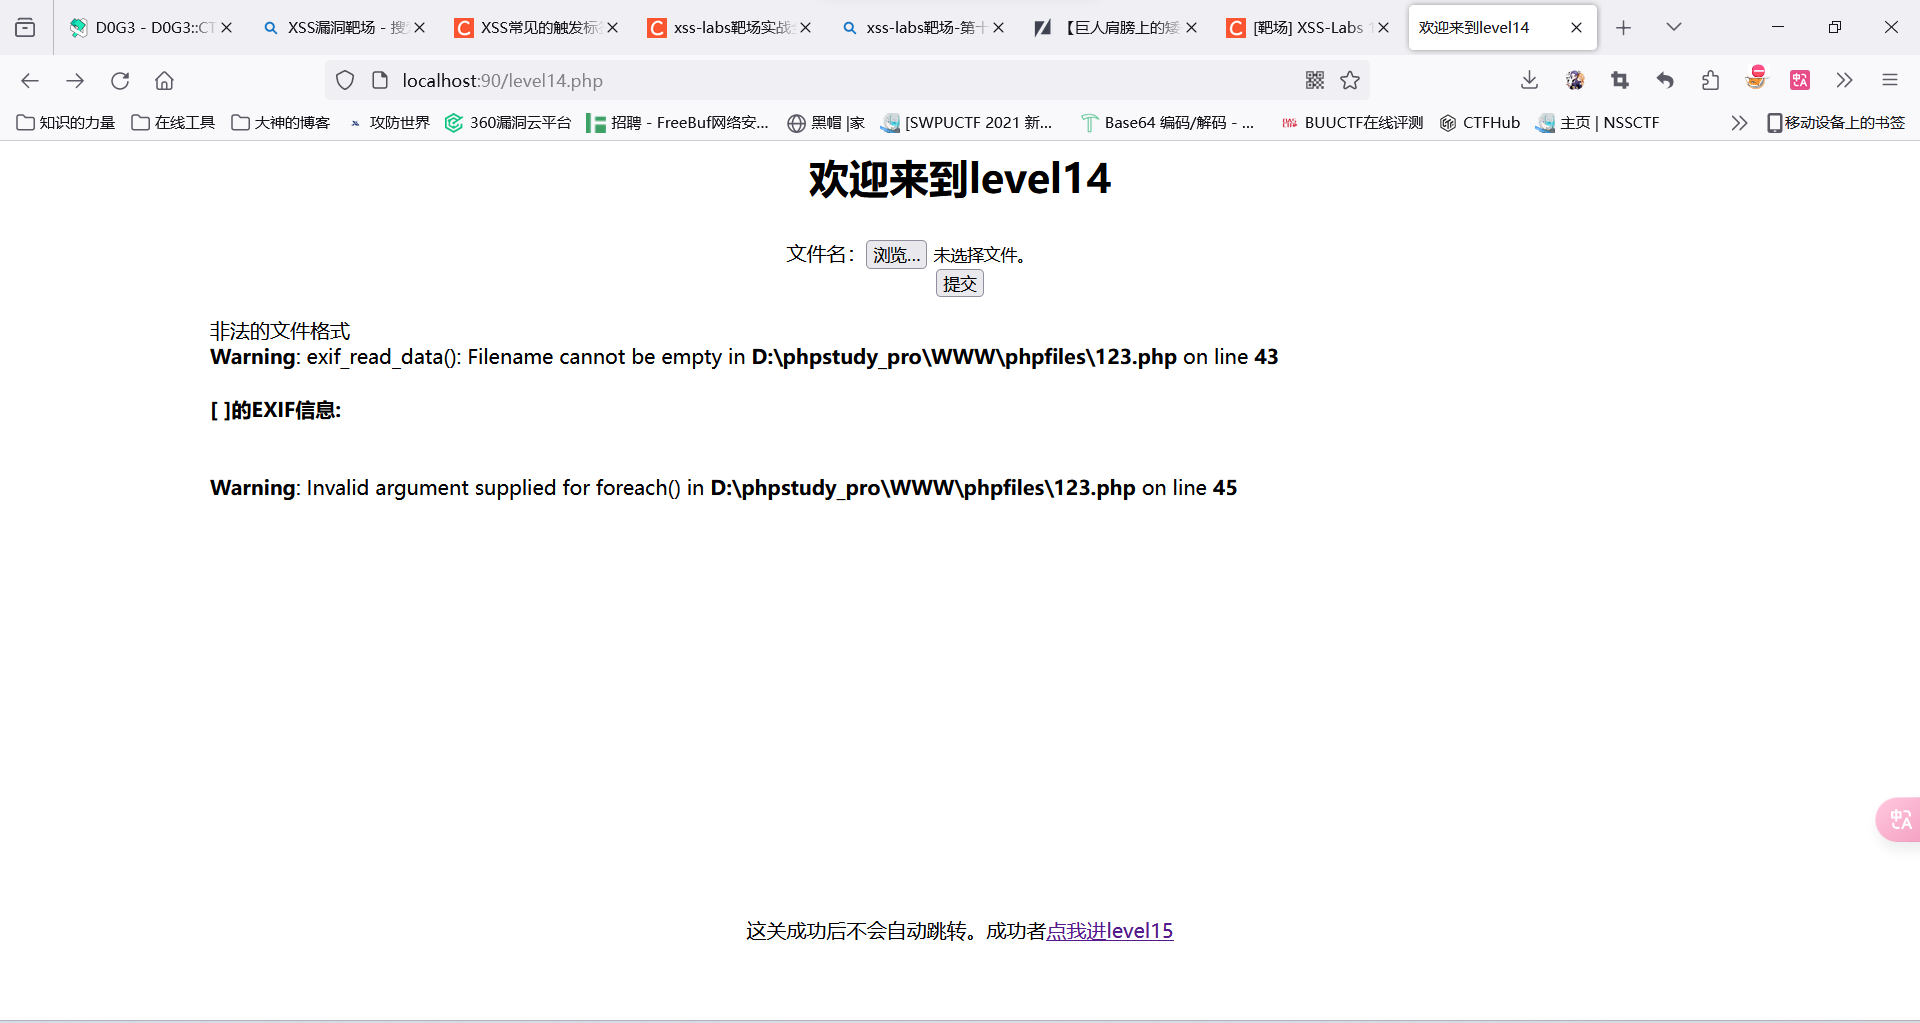 D0G3 - D0G3::CT
XSS漏洞靶场 - 搜
XSS常见的触发标
xss-labs靶场实战
xss-labs靶场-第十
【巨人肩膀上的矮
[靶场] XSS-Labs 1
欢迎来到level14
localhost:90/level14.php
知识的力量
在线工具
大神的博客
攻防世界
360漏洞云平台
招聘 - FreeBuf网络安...
黑帽 |家
[SWPUCTF 2021 新...
Base64 编码/解码 - ...
BUUCTF在线评测
CTFHub
主页 | NSSCTF
移动设备上的书签
欢迎来到level14
文件名： 浏览... 未选择文件。
提交
非法的文件格式
Warning: exif_read_data(): Filename cannot be empty in D:\phpstudy_pro\WWW\phpfiles\123.php on line 43
[ ]的EXIF信息:
Warning: Invalid argument supplied for foreach() in D:\phpstudy_pro\WWW\phpfiles\123.php on line 45
这关成功后不会自动跳转。成功者点我进level15